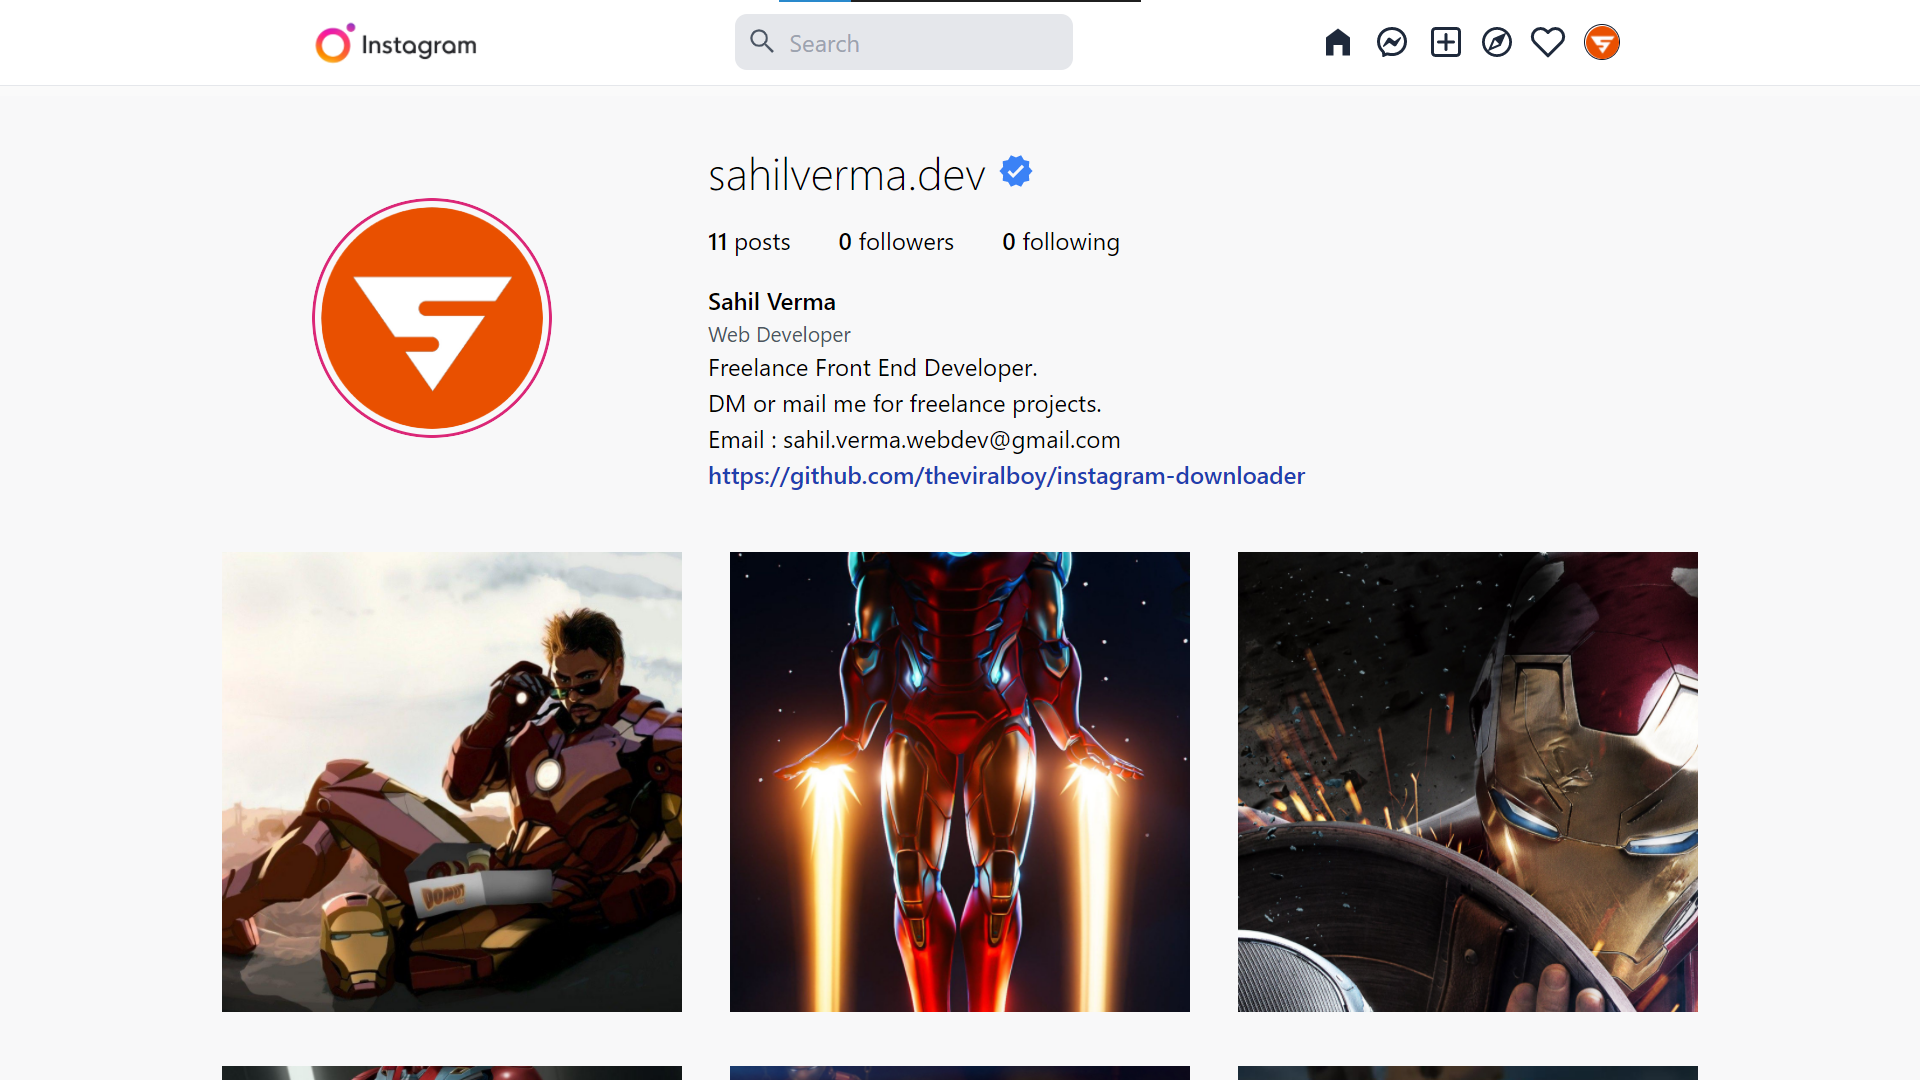 Instagram
Search
sahilverma.dev
11 posts 0 followers 0 following
Sahil Verma
Web Developer
Freelance Front End Developer.
DM or mail me for freelance projects.
Email : sahil.verma.webdev@gmail.com
https://github.com/theviralboy/instagram-downloader
DONUT